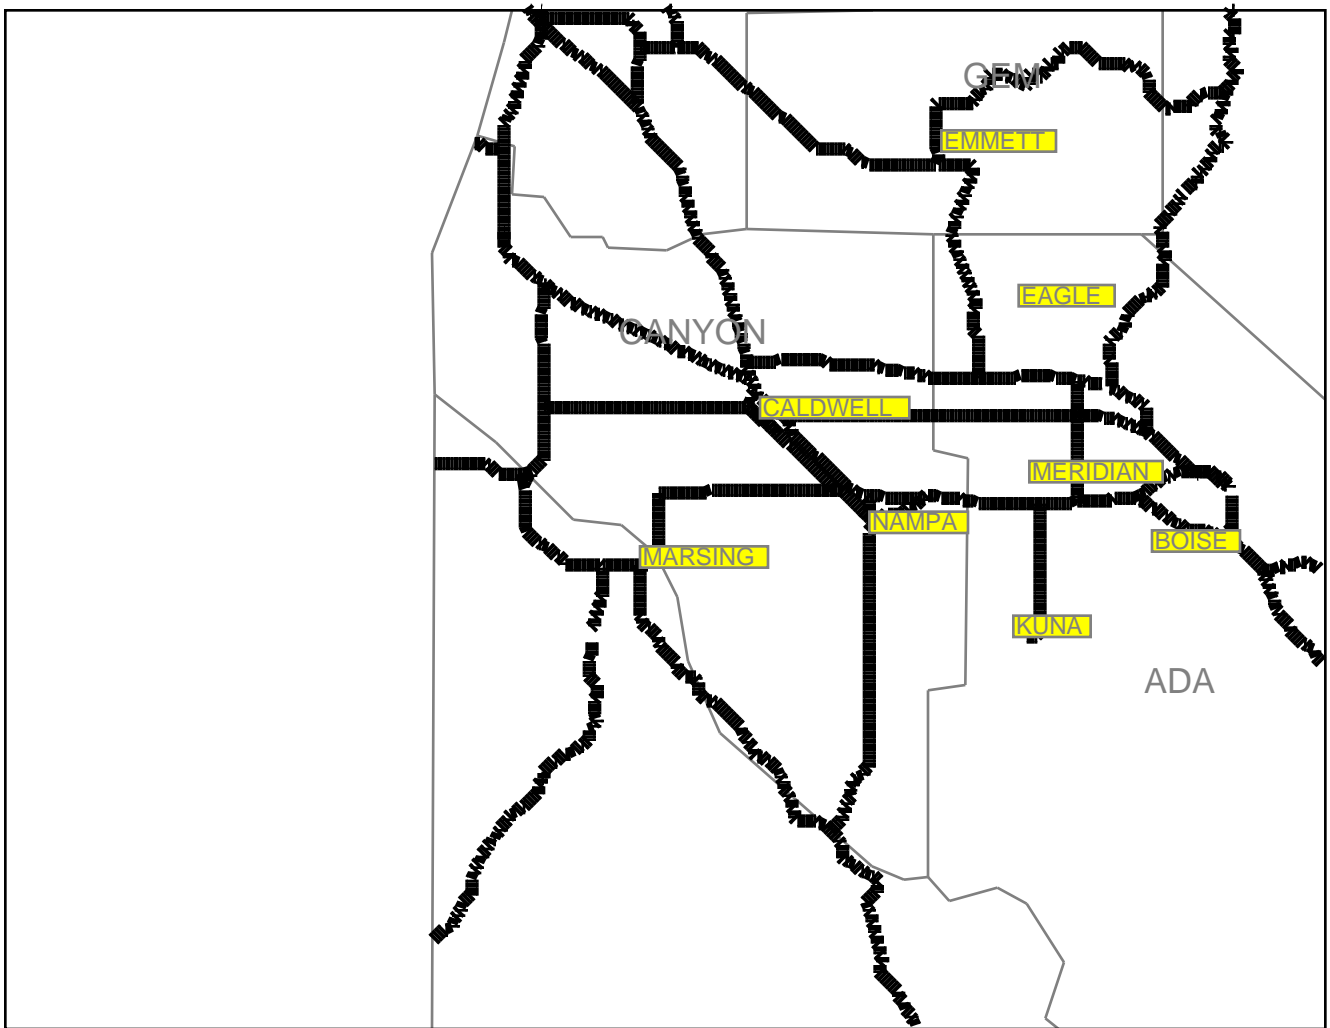 GEM
EMMETT
EAGLE
CANYON
CALDWELL
MERIDIAN
NAMPA
BOISE
MARSING
KUNA
ADA